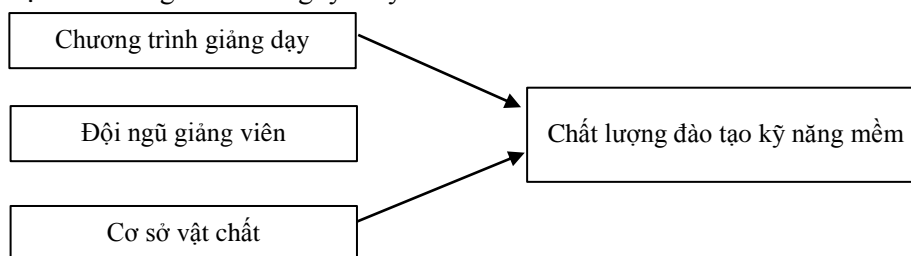 Chương trình giảng dạy
Đội ngũ giảng viên
Chất lượng đào tạo kỹ năng mềm
Cơ sở vật chất